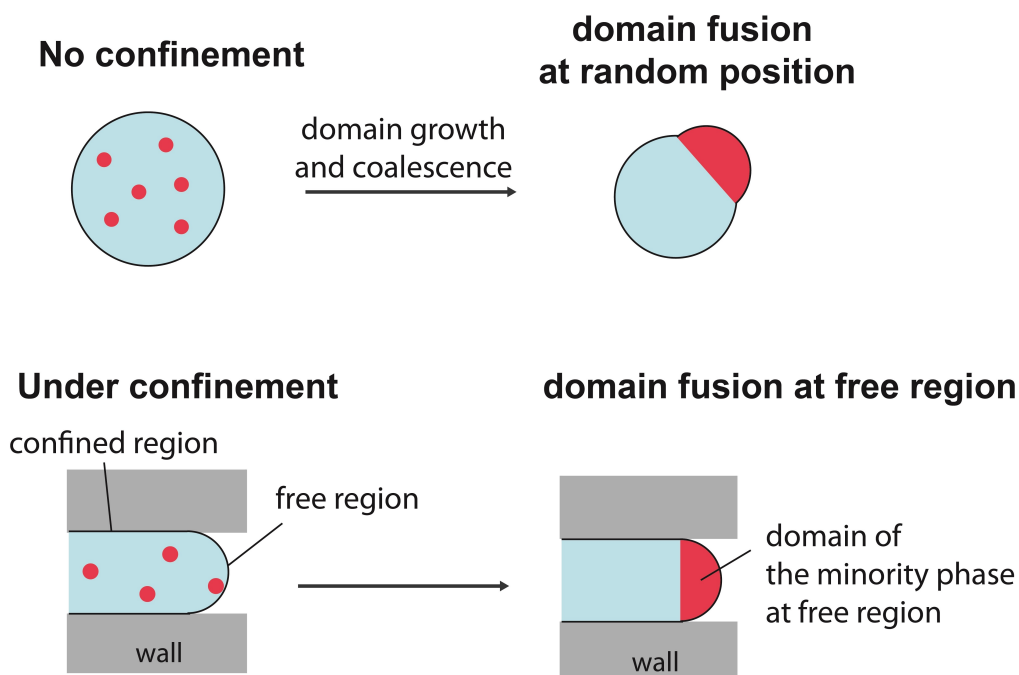 No confinement
domain fusion
at random position
domain growth
and coalescence
Under confinement
domain fusion at free region
confined region
free region
domain of
the minority phase
at free region
wall
wall